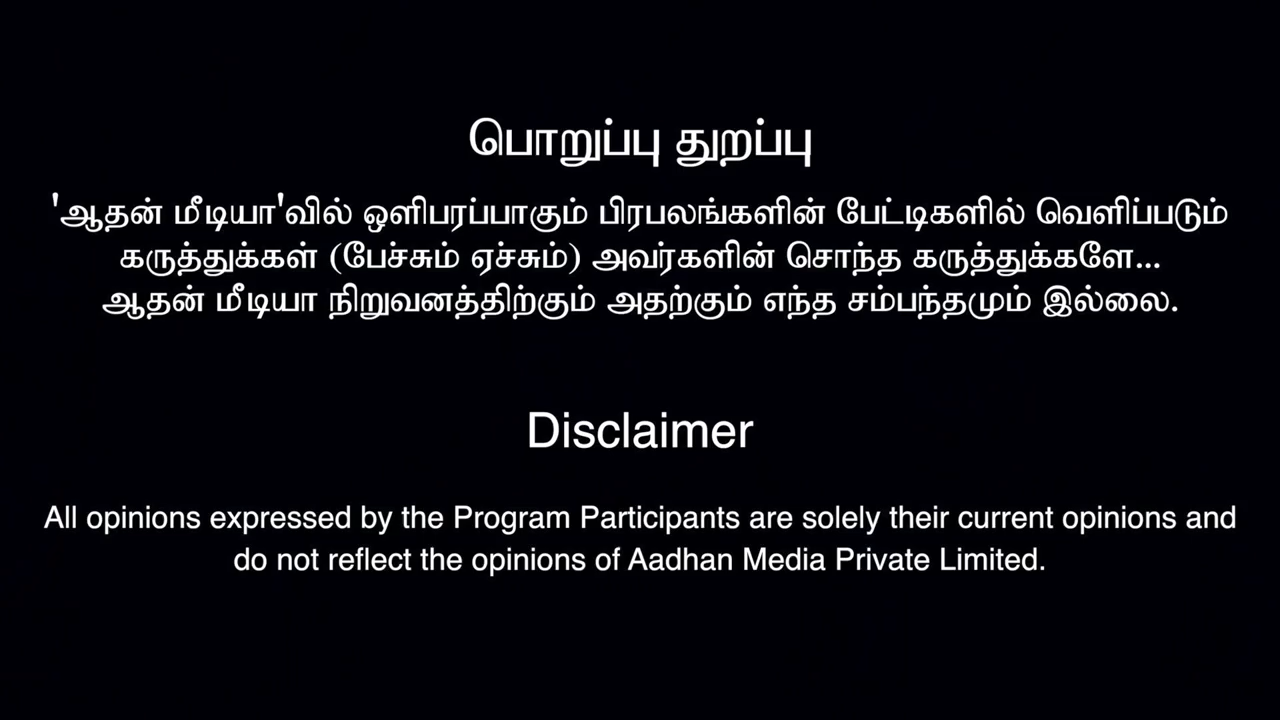 பொறுப்பு துறப்பு
'ஆதன் மீடியா'வில் ஒளிபரப்பாகும் பிரபலங்களின் பேட்டிகளில் வெளிப்படும்
கருத்துக்கள் (பேச்சும் ஏச்சும்) அவர்களின் சொந்த கருத்துக்களே...
ஆதன் மீடியா நிறுவனத்திற்கும் அதற்கும் எந்த சம்பந்தமும் இல்லை.
Disclaimer
All opinions expressed by the Program Participants are solely their current opinions and
do not reflect the opinions of Aadhan Media Private Limited.